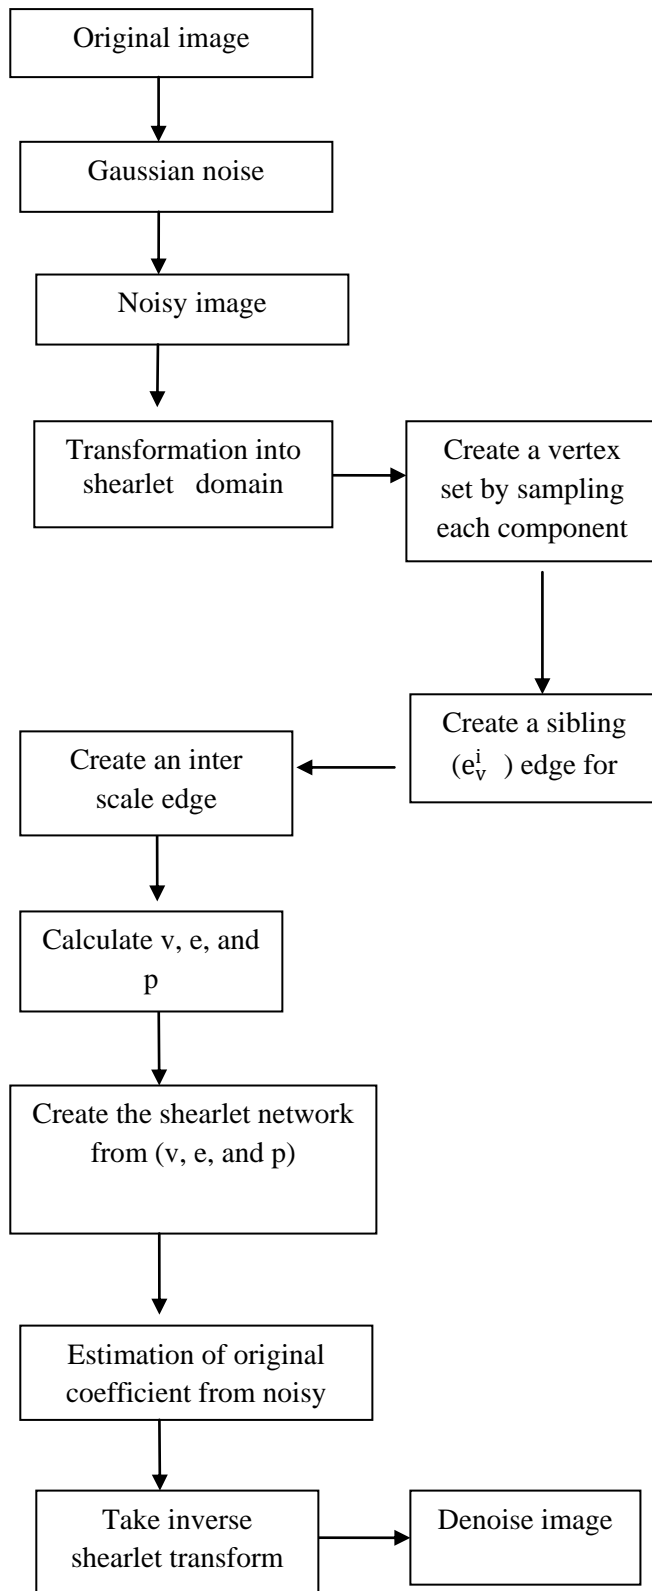 Original image
Gaussian noise
Noisy image
Transformation into
shearlet domain
Create a vertex
set by sampling
each component
Create a sibling
(e_v^i ) edge for
Create an inter
scale edge
Calculate v, e, and
p
Create the shearlet network
from (v, e, and p)
Estimation of original
coefficient from noisy
Take inverse
shearlet transform
Denoise image